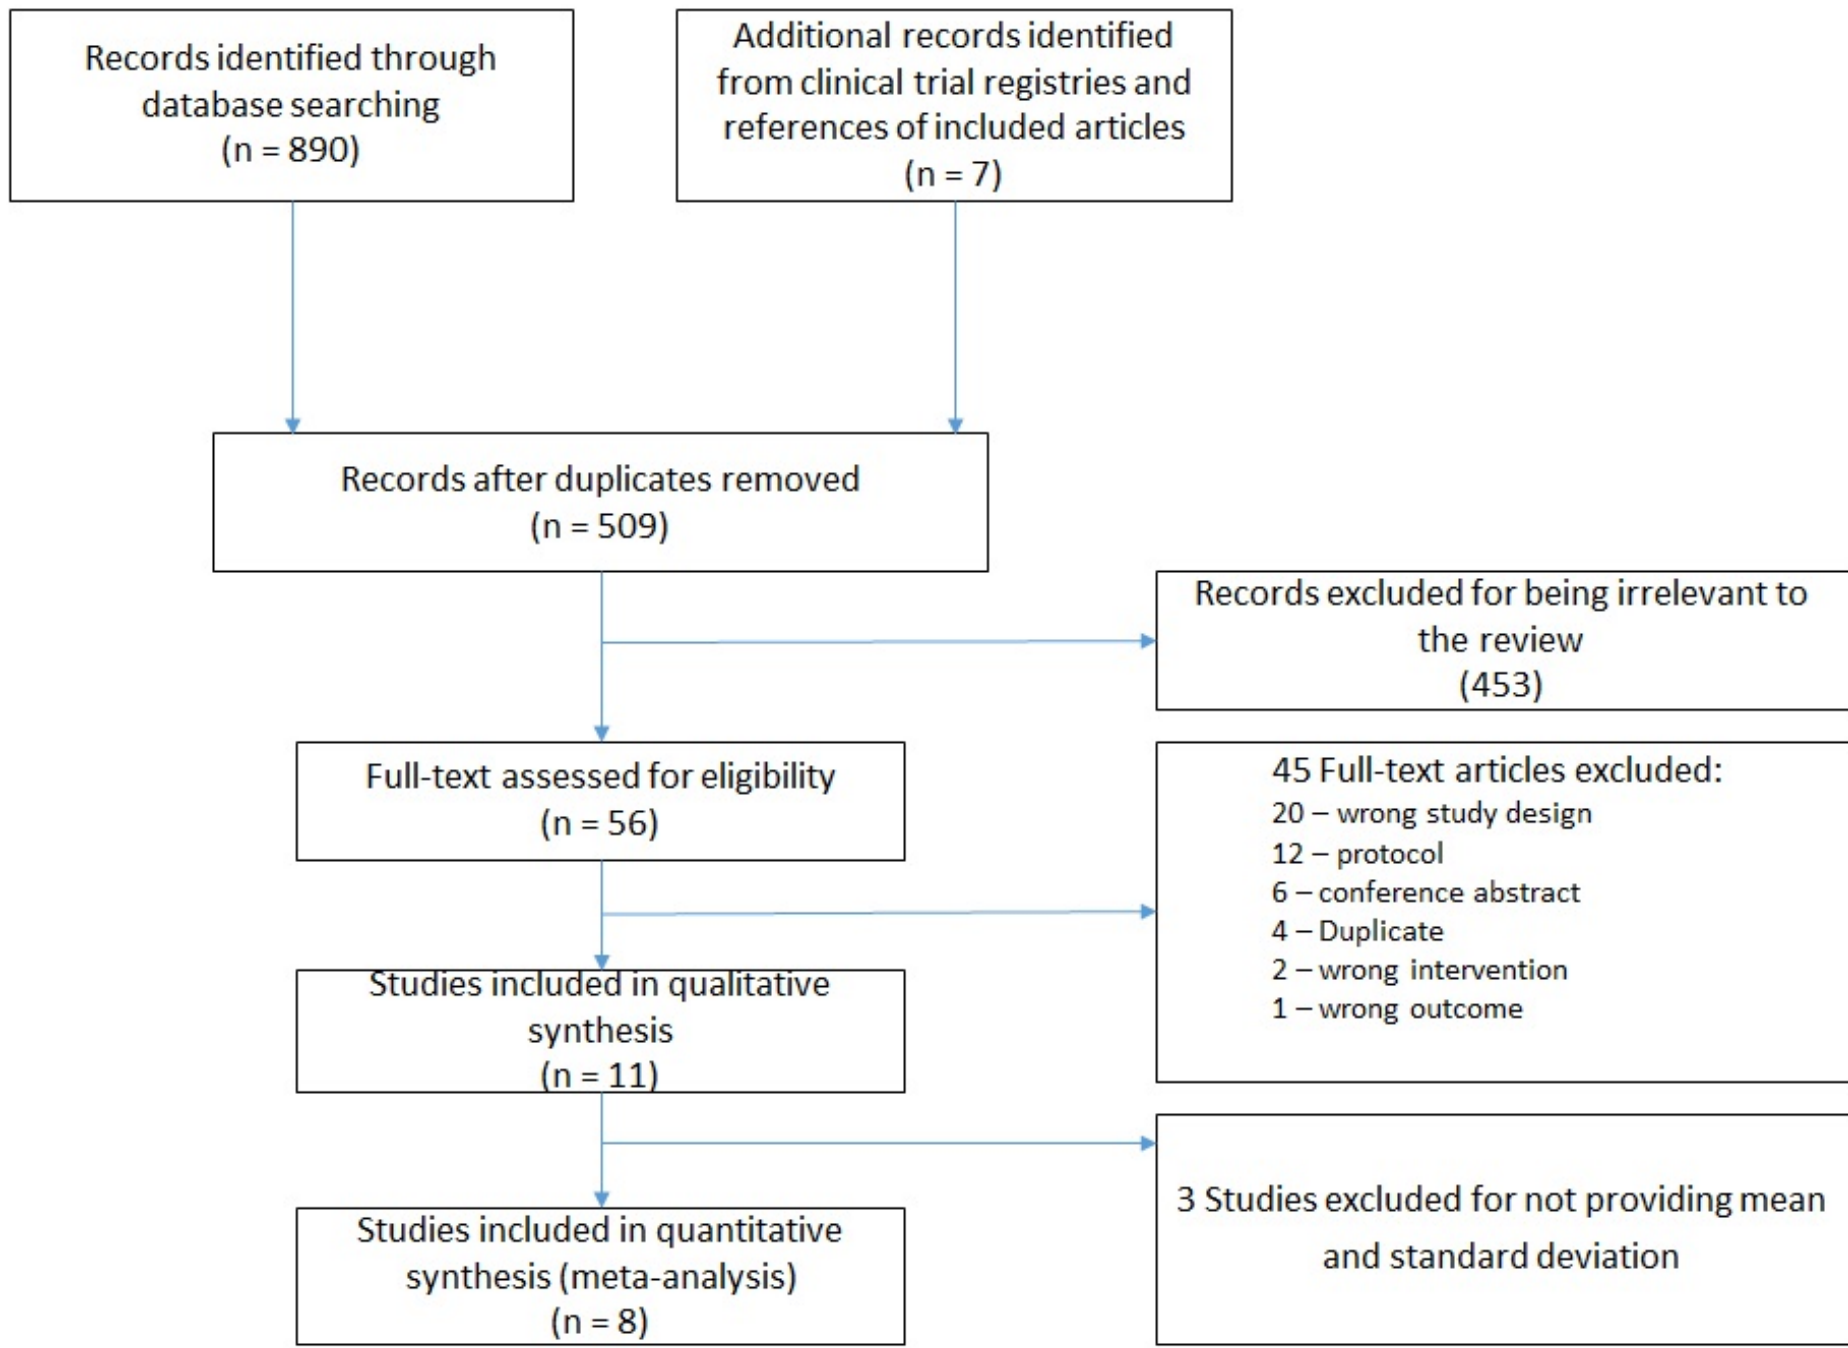 Records identified through
database searching
(n = 890)
Additional records identified
from clinical trial registries and
references of included articles
(n = 7)
Records after duplicates removed
(n = 509)
Records excluded for being irrelevant to
the review
(453)
Full-text assessed for eligibility
(n = 56)
45 Full-text articles excluded:
20 – wrong study design
12 – protocol
6 – conference abstract
4 – Duplicate
2 – wrong intervention
1 – wrong outcome
Studies included in qualitative
synthesis
(n = 11)
3 Studies excluded for not providing mean
and standard deviation
Studies included in quantitative
synthesis (meta-analysis)
(n = 8)